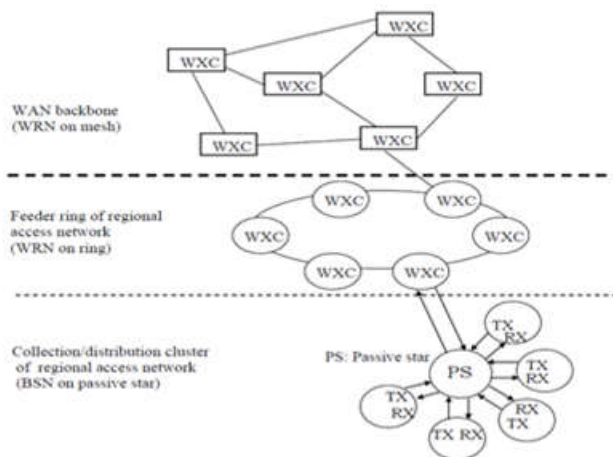 WXC
WXC
WXC
WXC
WAN backbone
(WRN on mesh)
WXC
WXC
Feeder ring of regional
access network
(WRN on ring)
WXC
WXC
WXC
WXC
WXC
WXC
Collection/distribution cluster
of regional access network
(BSN on passive star)
PS: Passive star
TX
RX
PS
TX
RX
TX
RX
RX
TX
TX RX